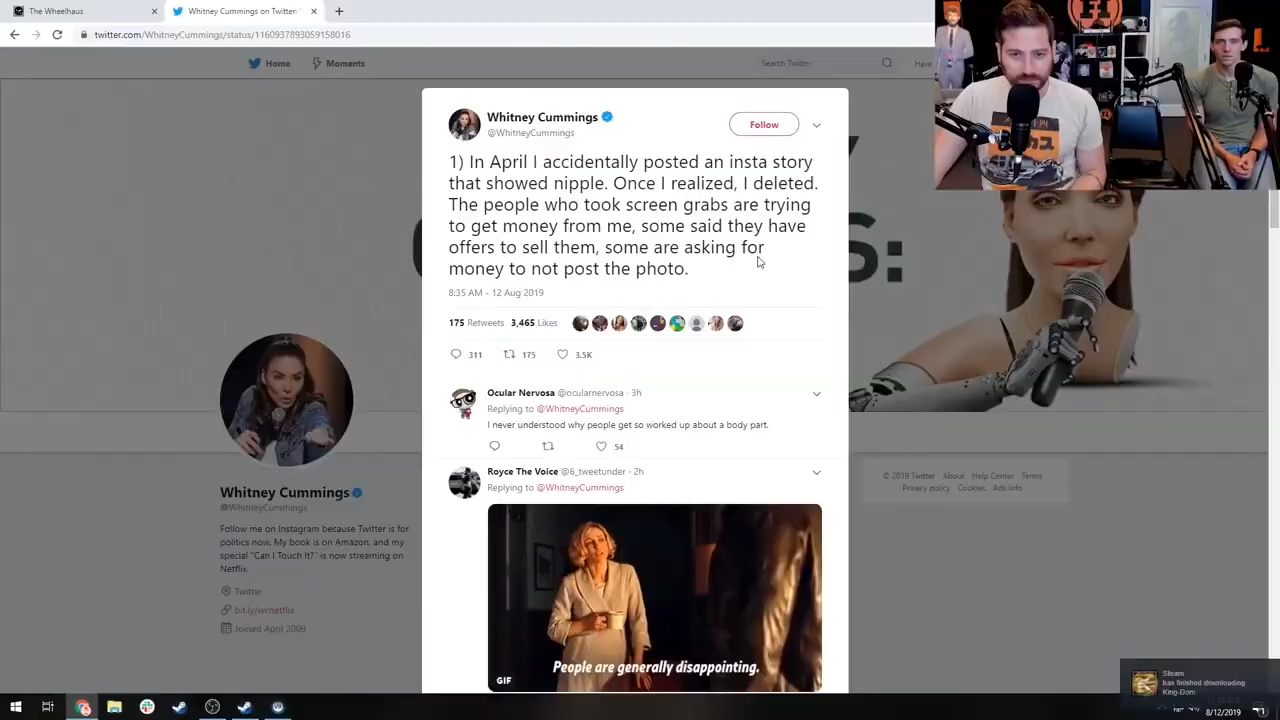 The Wheelhaus
Whitney Cummings on Twitter:
twitter.com/WhitneyCummings/status/1160937893059158016
Home
Moments
Search Twitter
Have
Whitney Cummings
@WhitneyCummings
Follow
1) In April I accidentally posted an insta story
that showed nipple. Once I realized, I deleted.
The people who took screen grabs are trying
to get money from me, some said they have
offers to sell them, some are asking for
money to not post the photo.
8:35 AM - 12 Aug 2019
175 Retweets 3,465 Likes
311 175 3.5K
Ocular Nervosa @ocularnervosa · 3h
Replying to @WhitneyCummings
I never understood why people get so worked up about a body part.
54
Royce The Voice @6_tweetunder · 2h
Replying to @WhitneyCummings
People are generally disappointing.
GIF
S:
Whitney Cummings
@WhitneyCummings
Follow me on Instagram because Twitter is for
politics now. My book is on Amazon, and my
special "Can I Touch It?" is now streaming on
Netflix.
Twitter
bit.ly/wcnetflix
Joined April 2009
© 2019 Twitter About Help Center Terms
Privacy policy Cookies Ads info
Steam
has finished downloading
King-Dom
8/12/2019